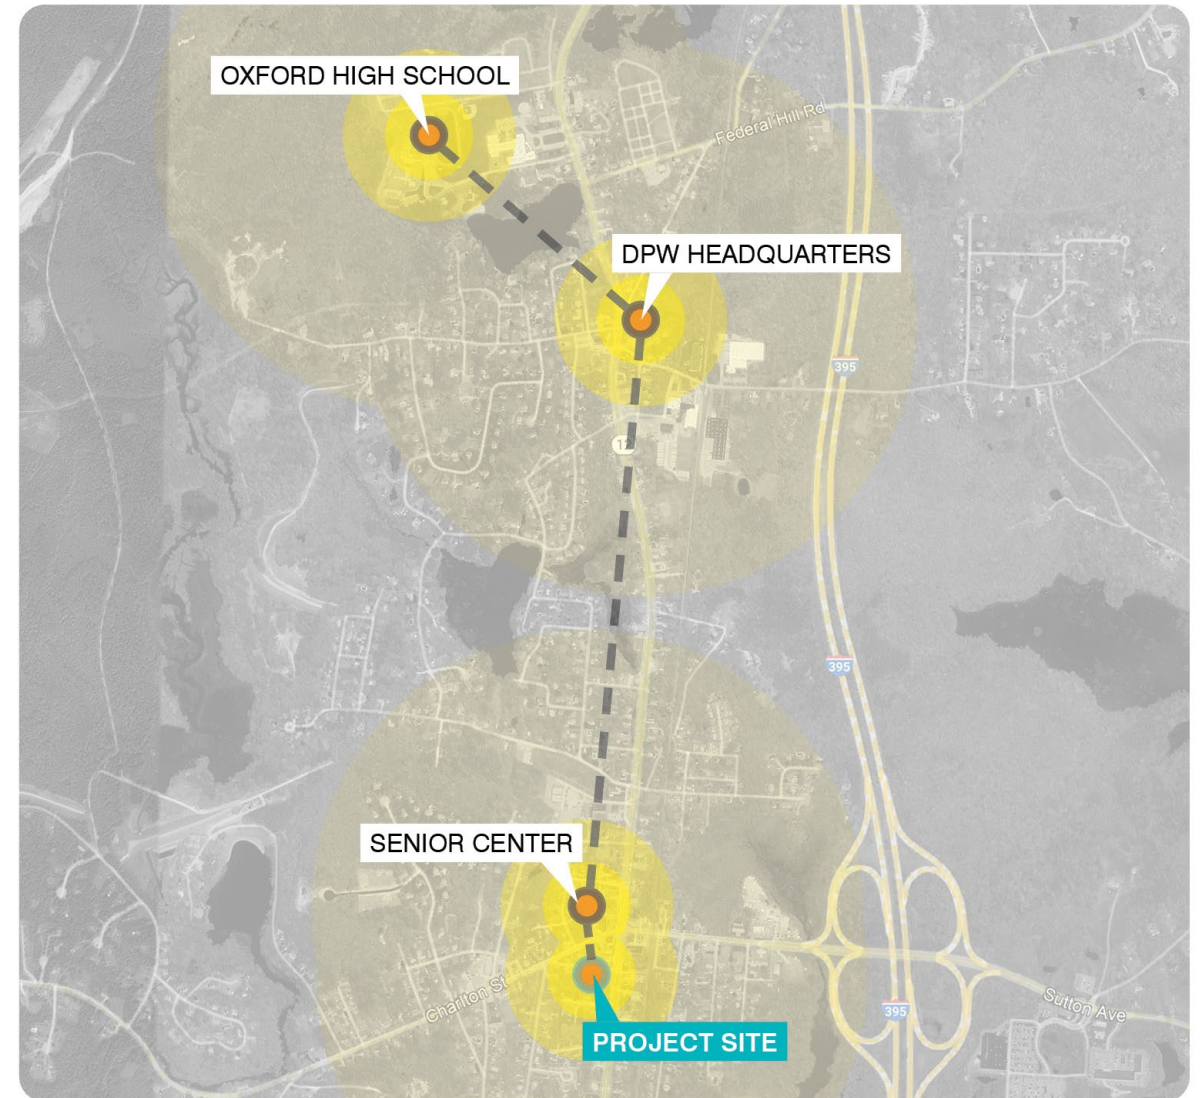 OXFORD HIGH SCHOOL
Federal Hill Rd
DPW HEADQUARTERS
395
12
395
SENIOR CENTER
Charlton St
Sutton Ave
395
PROJECT SITE